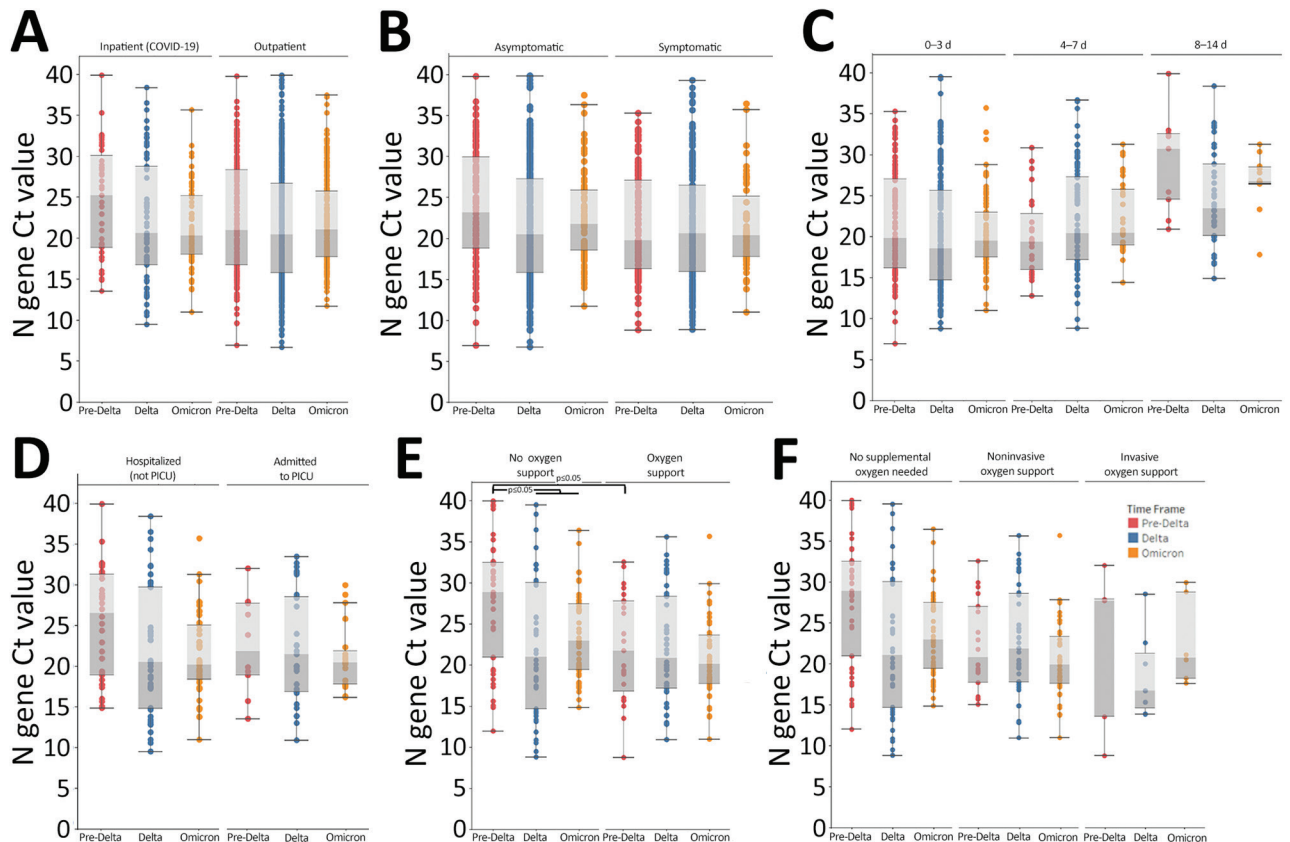 A
Inpatient (COVID-19) Outpatient
N gene Ct value
40
35
30
25
20
15
10
5
0
Pre-Delta Delta Omicron Pre-Delta Delta Omicron
B
Asymptomatic Symptomatic
N gene Ct value
40
35
30
25
20
15
10
5
0
Pre-Delta Delta Omicron Pre-Delta Delta Omicron
C
0–3 d 4–7 d 8–14 d
N gene Ct value
40
35
30
25
20
15
10
5
0
Pre-Delta Delta Omicron Pre-Delta Delta Omicron Pre-Delta Delta Omicron
D
Hospitalized Admitted
(not PICU) to PICU
N gene Ct value
40
35
30
25
20
15
10
5
0
Pre-Delta Delta Omicron Pre-Delta Delta Omicron
E
No oxygen Oxygen
support support
p≤0.05
p≤0.05
N gene Ct value
40
35
30
25
20
15
10
5
0
Pre-Delta Delta Omicron Pre-Delta Delta Omicron
F
No supplemental Noninvasive Invasive
oxygen needed oxygen support oxygen support
N gene Ct value
40
35
30
25
20
15
10
5
0
Time Frame
Pre-Delta
Delta
Omicron
Pre-Delta Delta Omicron Pre-Delta Delta Omicron Pre-Delta Delta Omicron